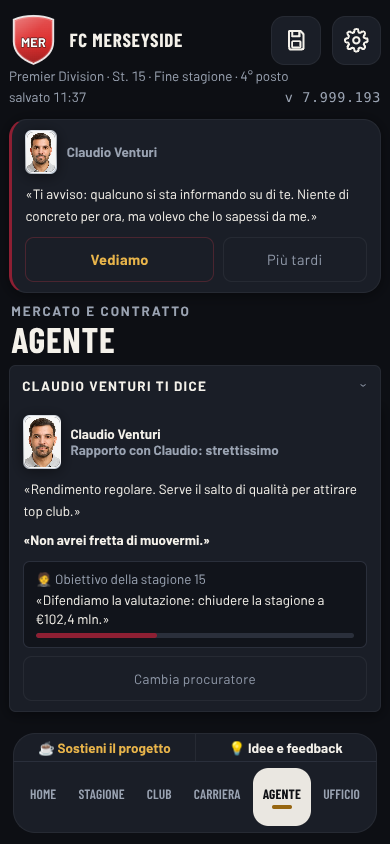 MER
FC MERSEYSIDE
Premier Division · St. 15 · Fine stagione · 4° posto
salvato 11:37
v 7.999.193
Claudio Venturi
«Ti avviso: qualcuno si sta informando su di te. Niente di
concreto per ora, ma volevo che lo sapessi da me.»
Vediamo
Più tardi
MERCATO E CONTRATTO
AGENTE
CLAUDIO VENTURI TI DICE
Claudio Venturi
Rapporto con Claudio: strettissimo
«Rendimento regolare. Serve il salto di qualità per attirare
top club.»
«Non avrei fretta di muovermi.»
Obiettivo della stagione 15
«Difendiamo la valutazione: chiudere la stagione a
€102,4 mln.»
Cambia procuratore
Sostieni il progetto
Idee e feedback
HOME
STAGIONE
CLUB
CARRIERA
AGENTE
UFFICIO